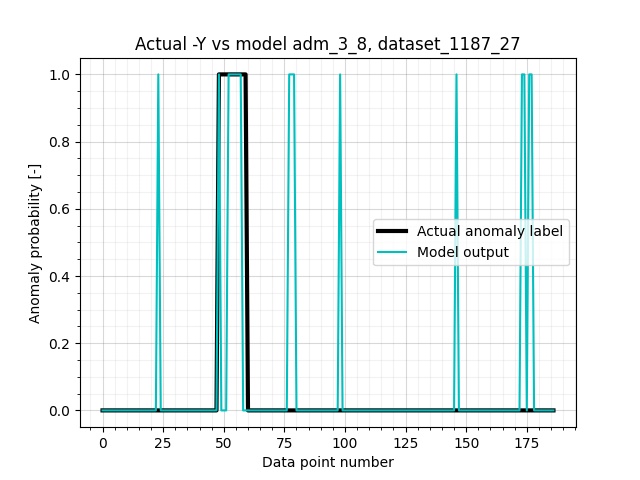 Actual -Y vs model adm_3_8, dataset_1187_27
1.0
0.8
0.6
0.4
0.2
0.0
Anomaly probability [-]
Actual anomaly label
Model output
0 25 50 75 100 125 150 175
Data point number